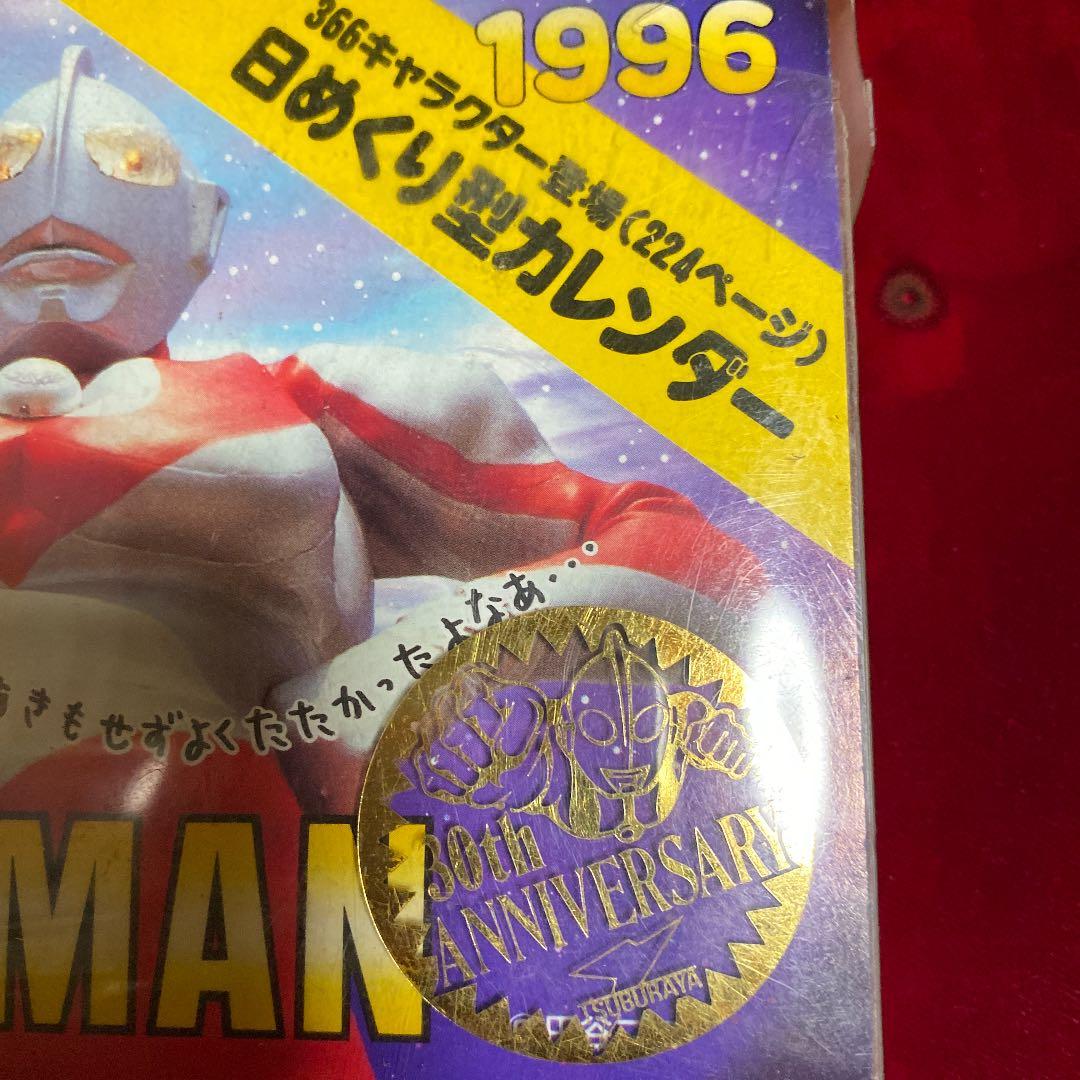 1996
366キャラクター登場(224ページ)
日めくり型カレンダー
きもせずよくたたかったよなあ...
MAN
30th
ANNIVERSARY
TSUBURAYA